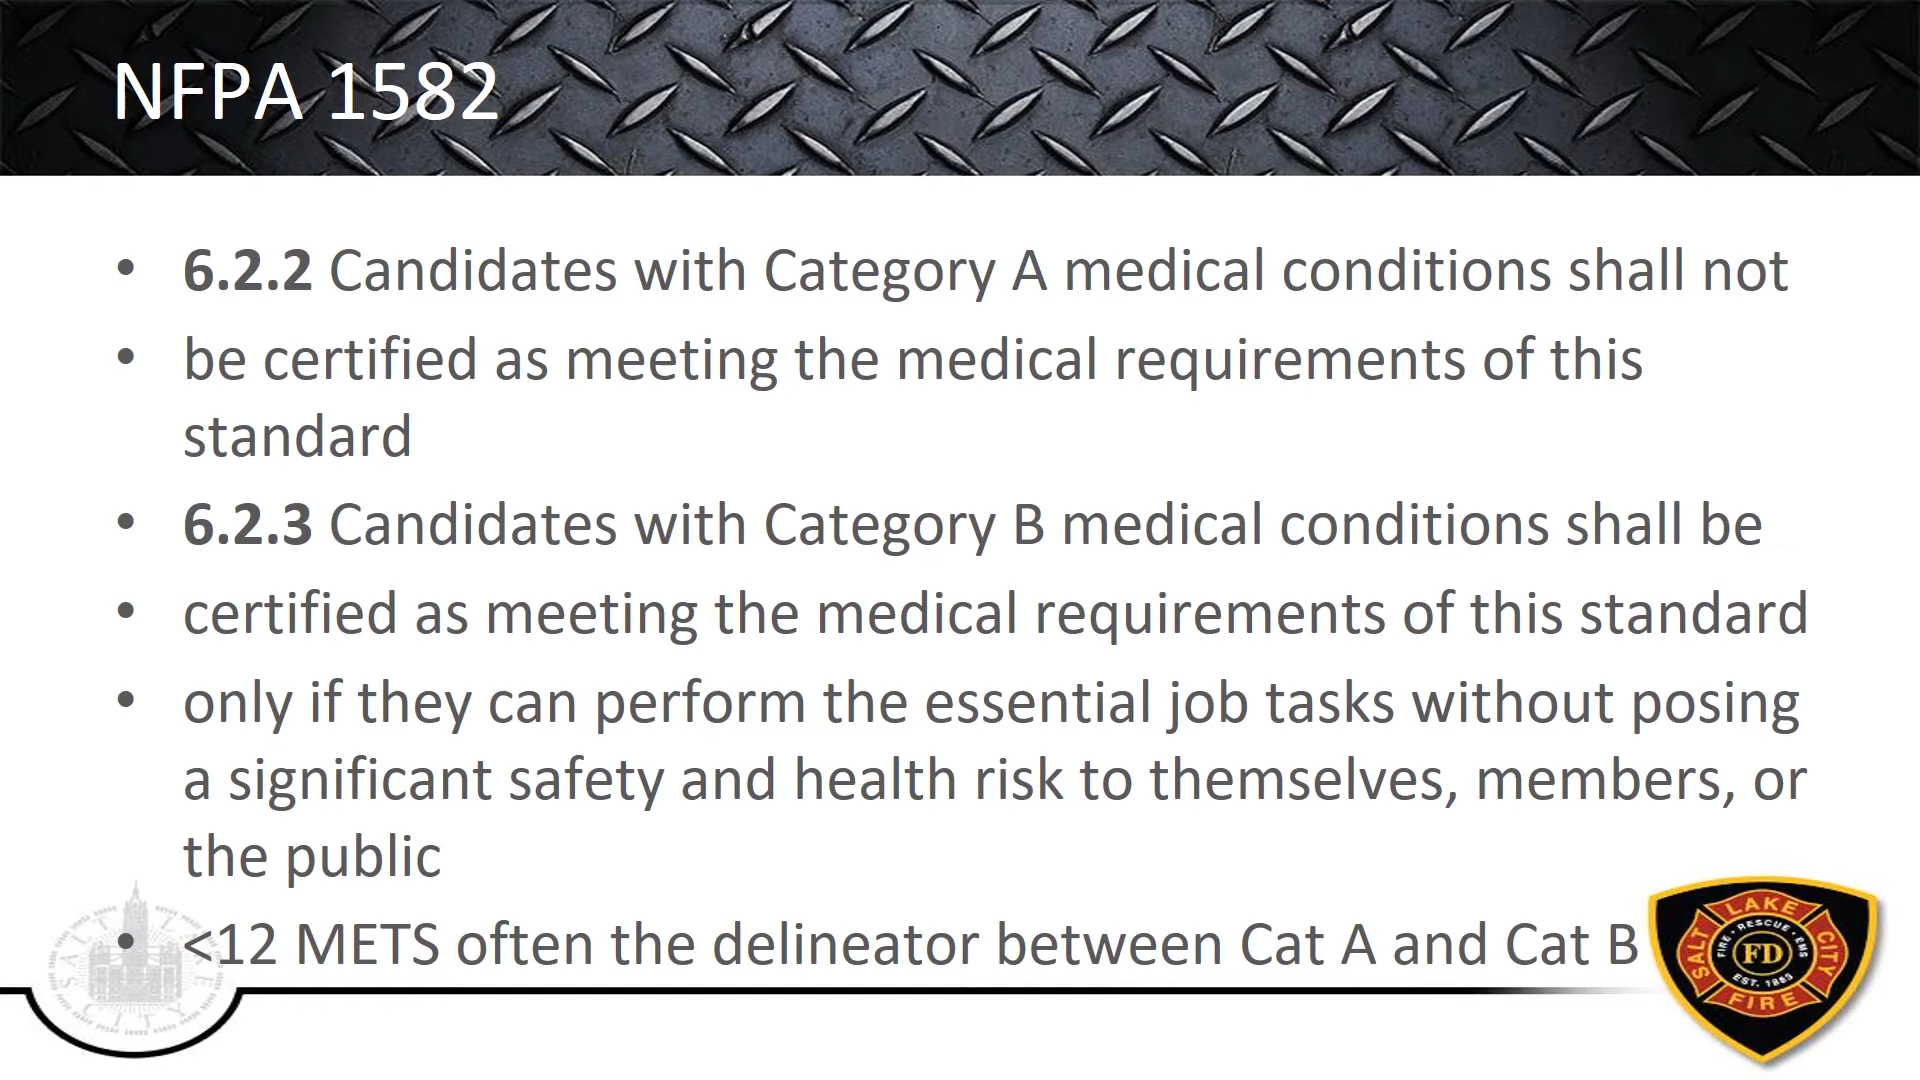 NFPA 1582
• 6.2.2 Candidates with Category A medical conditions shall not
• be certified as meeting the medical requirements of this
standard
• 6.2.3 Candidates with Category B medical conditions shall be
• certified as meeting the medical requirements of this standard
• only if they can perform the essential job tasks without posing
a significant safety and health risk to themselves, members, or
the public
• <12 METS often the delineator between Cat A and Cat B
SALT LAKE CITY
SALT LAKE CITY FIRE
FIRE • RESCUE • EMS
FD
EST. 1883